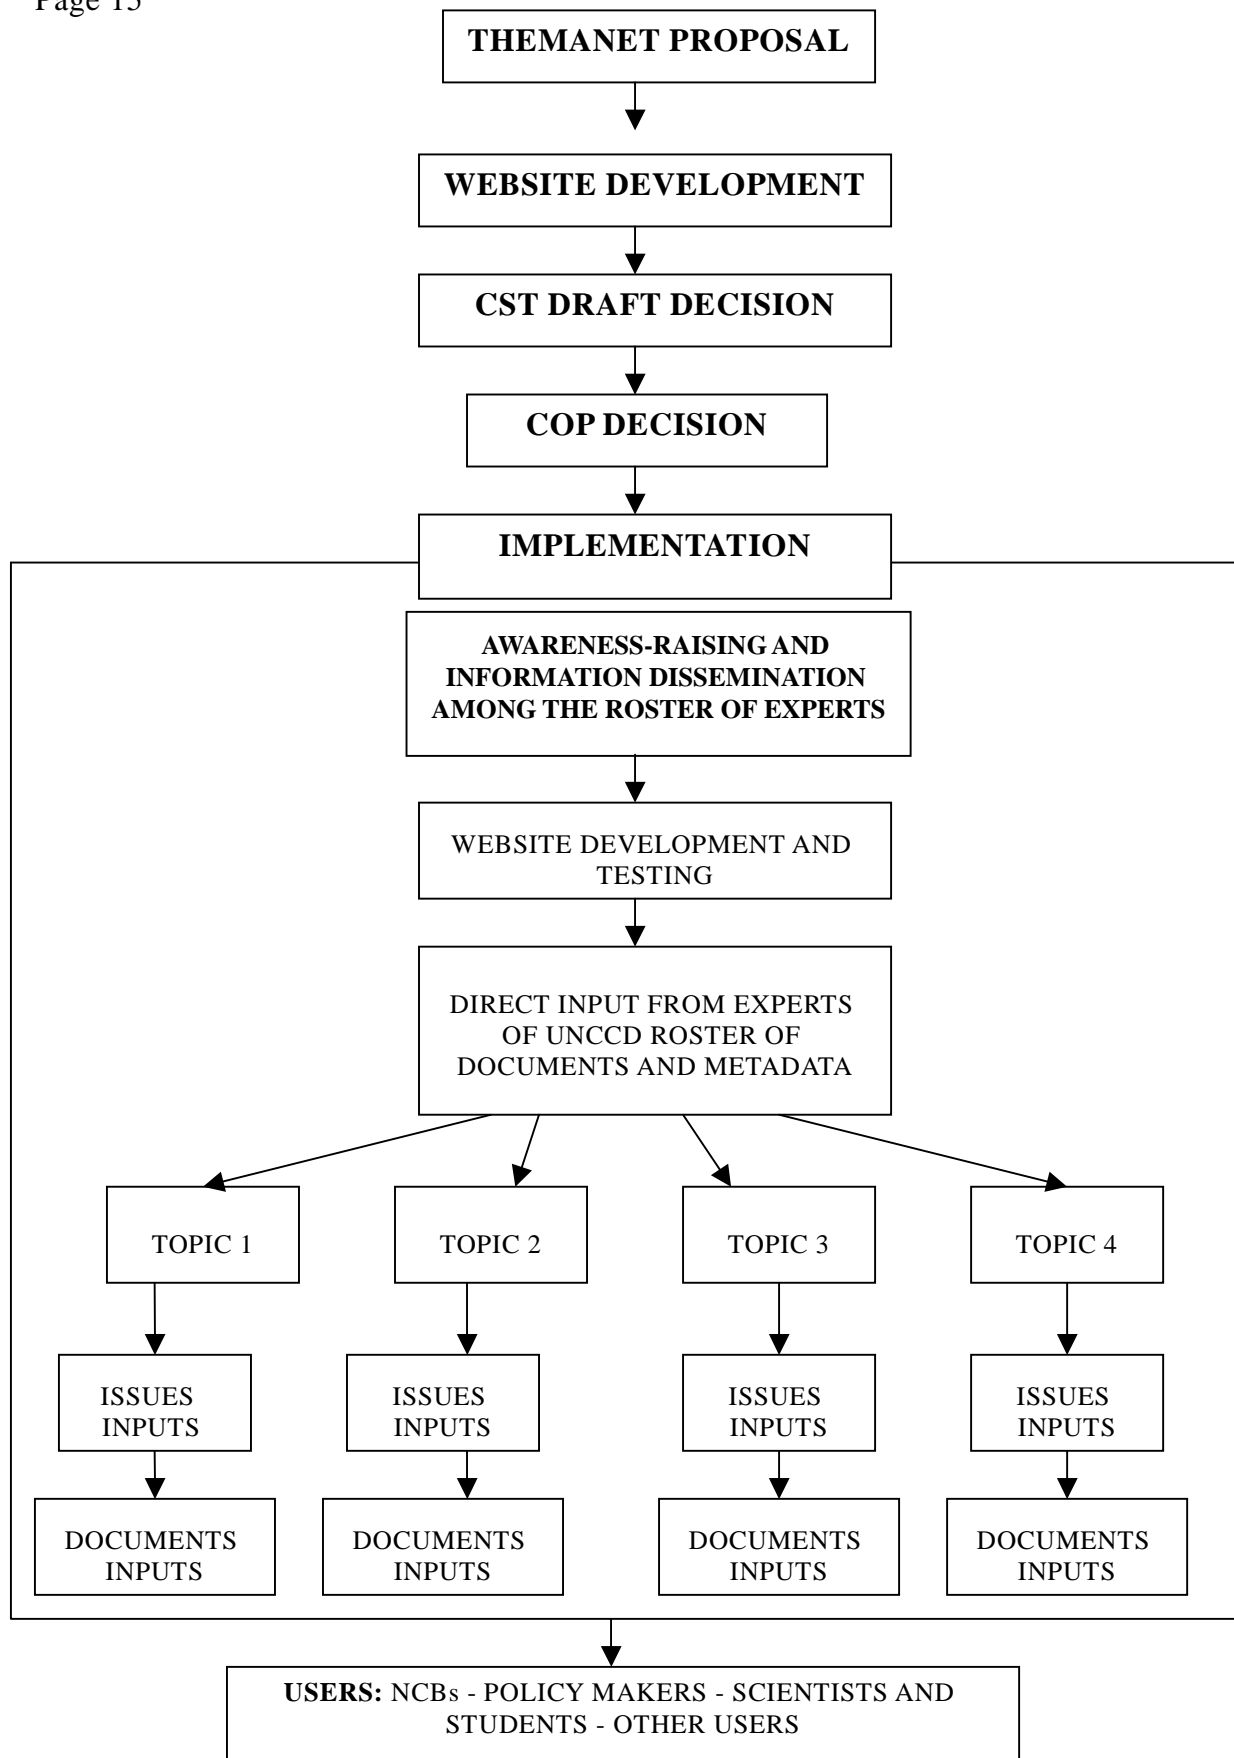 Page 15
THEMANET PROPOSAL
WEBSITE DEVELOPMENT
CST DRAFT DECISION
COP DECISION
IMPLEMENTATION
AWARENESS-RAISING AND
INFORMATION DISSEMINATION
AMONG THE ROSTER OF EXPERTS
WEBSITE DEVELOPMENT AND
TESTING
DIRECT INPUT FROM EXPERTS
OF UNCCD ROSTER OF
DOCUMENTS AND METADATA
TOPIC 1
TOPIC 2
TOPIC 3
TOPIC 4
ISSUES
INPUTS
ISSUES
INPUTS
ISSUES
INPUTS
ISSUES
INPUTS
DOCUMENTS
INPUTS
DOCUMENTS
INPUTS
DOCUMENTS
INPUTS
DOCUMENTS
INPUTS
USERS: NCBs - POLICY MAKERS - SCIENTISTS AND
STUDENTS - OTHER USERS